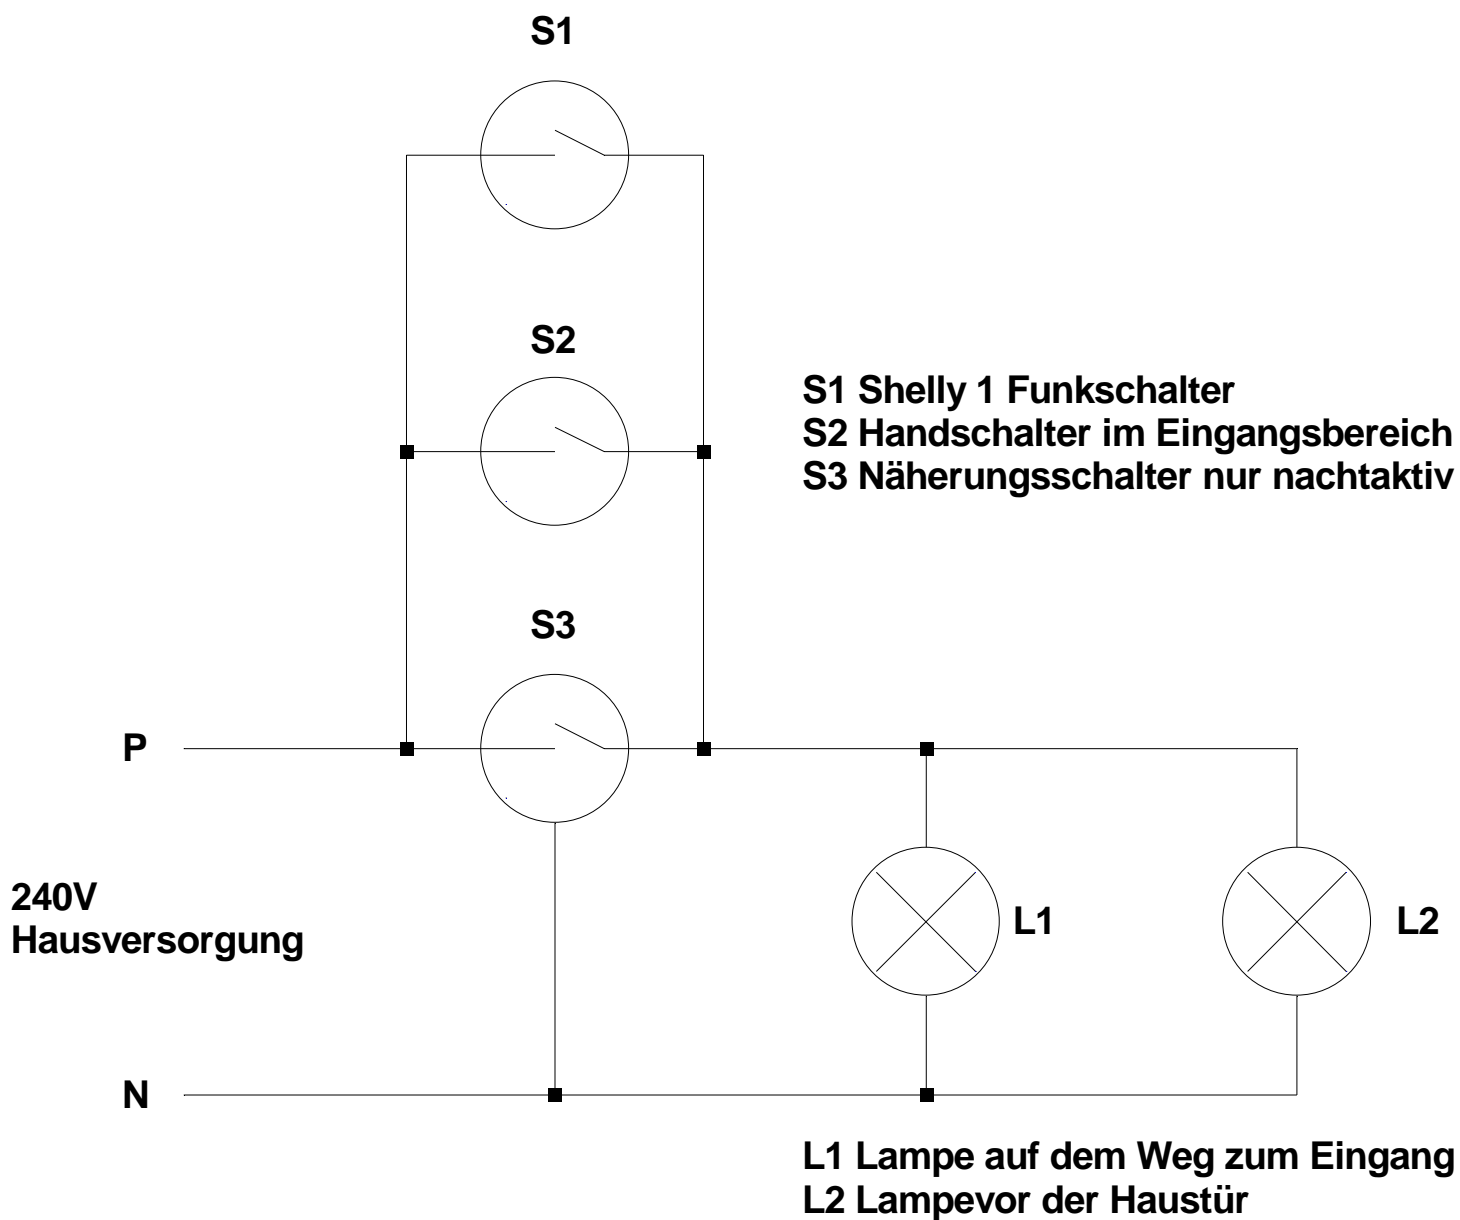 S1
S2
S1 Shelly 1 Funkschalter
S2 Handschalter im Eingangsbereich
S3 Näherungsschalter nur nachtaktiv
S3
P
240V
Hausversorgung
L1
L2
N
L1 Lampe auf dem Weg zum Eingang
L2 Lampevor der Haustür